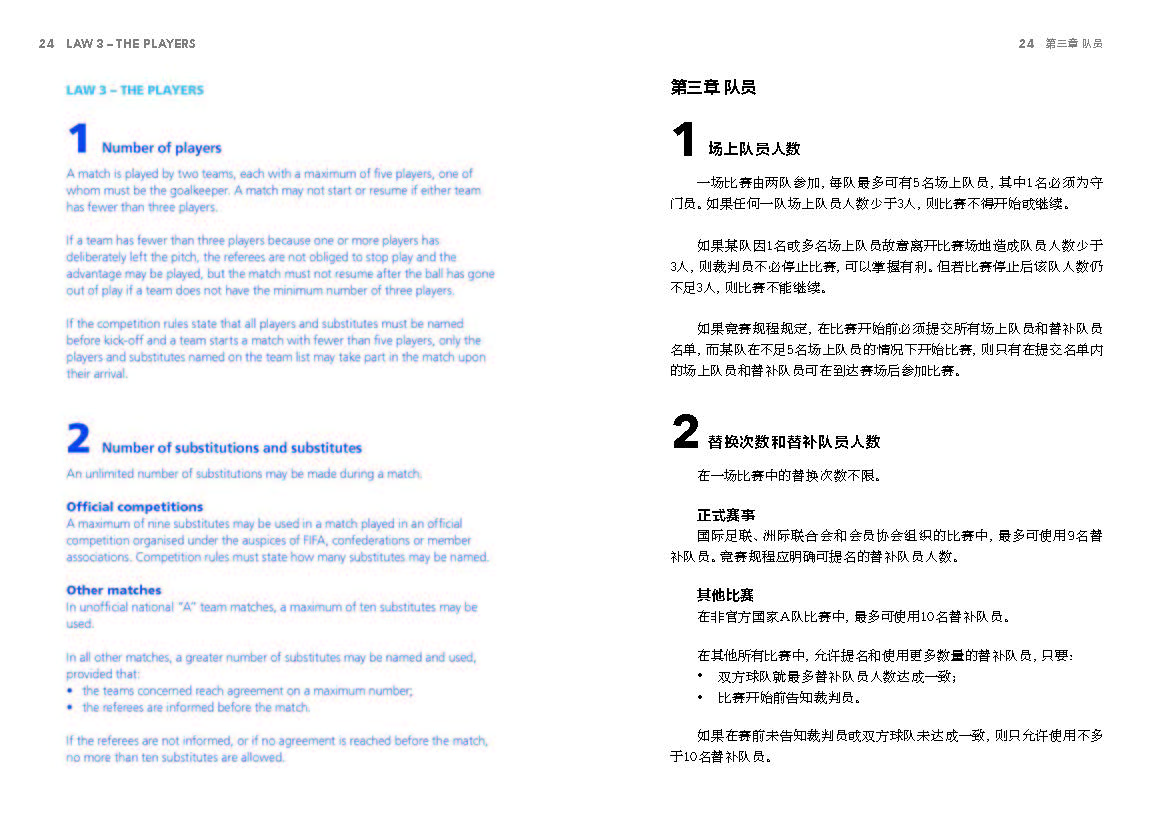 24 LAW 3 – THE PLAYERS
LAW 3 – THE PLAYERS
1 Number of players
A match is played by two teams, each with a maximum of five players, one of
whom must be the goalkeeper. A match may not start or resume if either team
has fewer than three players.
If a team has fewer than three players because one or more players has
deliberately left the pitch, the referees are not obliged to stop play and the
advantage may be played, but the match must not resume after the ball has gone
out of play if a team does not have the minimum number of three players.
If the competition rules state that all players and substitutes must be named
before kick-off and a team starts a match with fewer than five players, only the
players and substitutes named on the team list may take part in the match upon
their arrival.
2 Number of substitutions and substitutes
An unlimited number of substitutions may be made during a match.
Official competitions
A maximum of nine substitutes may be used in a match played in an official
competition organised under the auspices of FIFA, confederations or member
associations. Competition rules must state how many substitutes may be named.
Other matches
In unofficial national "A" team matches, a maximum of ten substitutes may be
used.
In all other matches, a greater number of substitutes may be named and used,
provided that:
• the teams concerned reach agreement on a maximum number;
• the referees are informed before the match.
If the referees are not informed, or if no agreement is reached before the match,
no more than ten substitutes are allowed.
24 第三章 队员
第三章 队员
1 场上队员人数
一场比赛由两队参加，每队最多可有5名场上队员，其中1名必须为守
门员。如果任何一队场上队员人数少于3人，则比赛不得开始或继续。
如果某队因1名或多名场上队员故意离开比赛场地造成队员人数少于
3人，则裁判员不必停止比赛，可以掌握有利。但若比赛停止后该队人数仍
不足3人，则比赛不能继续。
如果竞赛规程规定，在比赛开始前必须提交所有场上队员和替补队员
名单，而某队在不足5名场上队员的情况下开始比赛，则只有在提交名单内
的场上队员和替补队员可在到达赛场后参加比赛。
2 替换次数和替补队员人数
在一场比赛中的替换次数不限。
正式赛事
国际足联、洲际联合会和会员协会组织的比赛中，最多可使用9名替
补队员。竞赛规程应明确可提名的替补队员人数。
其他比赛
在非官方国家A队比赛中，最多可使用10名替补队员。
在其他所有比赛中，允许提名和使用更多数量的替补队员，只要：
• 双方球队就最多替补队员人数达成一致；
• 比赛开始前告知裁判员。
如果在赛前未告知裁判员或双方球队未达成一致，则只允许使用不多
于10名替补队员。